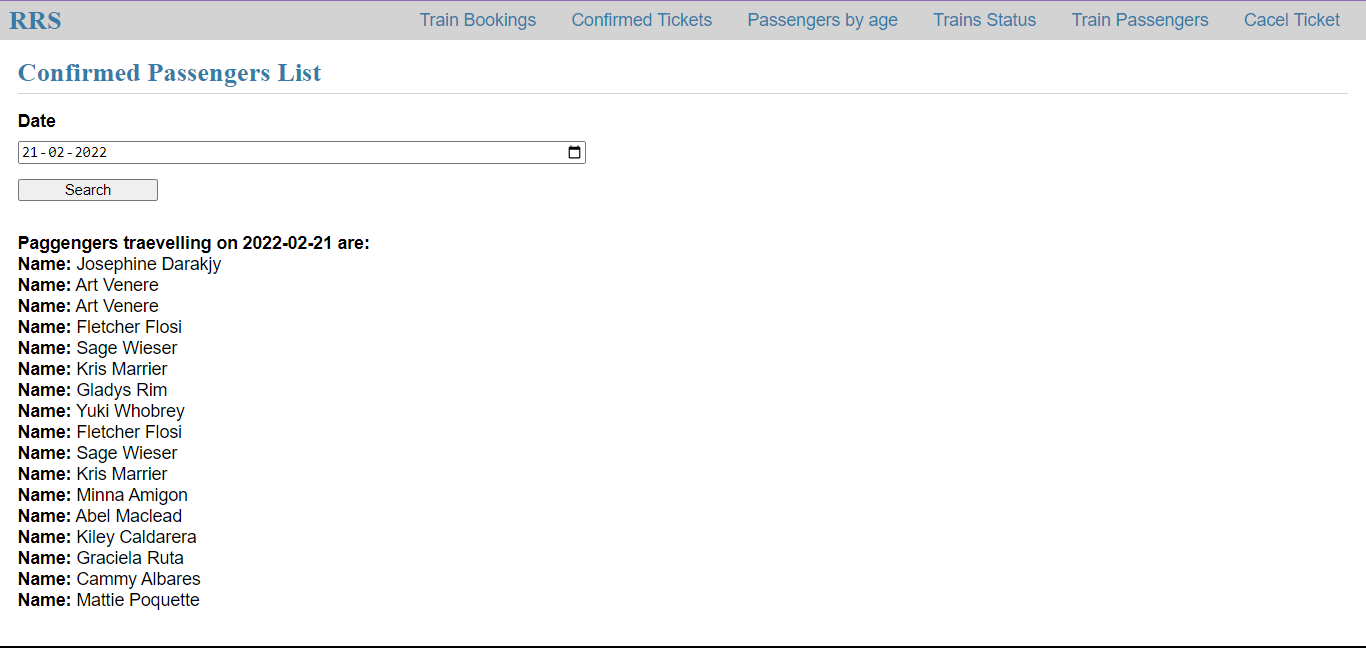 RRS Train Bookings Confirmed Tickets Passengers by age Trains Status Train Passengers Cacel Ticket
Confirmed Passengers List
Date
21-02-2022
Search
Paggengers traevelling on 2022-02-21 are:
Name: Josephine Darakjy
Name: Art Venere
Name: Art Venere
Name: Fletcher Flosi
Name: Sage Wieser
Name: Kris Marrier
Name: Gladys Rim
Name: Yuki Whobrey
Name: Fletcher Flosi
Name: Sage Wieser
Name: Kris Marrier
Name: Minna Amigon
Name: Abel Maclead
Name: Kiley Caldarera
Name: Graciela Ruta
Name: Cammy Albares
Name: Mattie Poquette